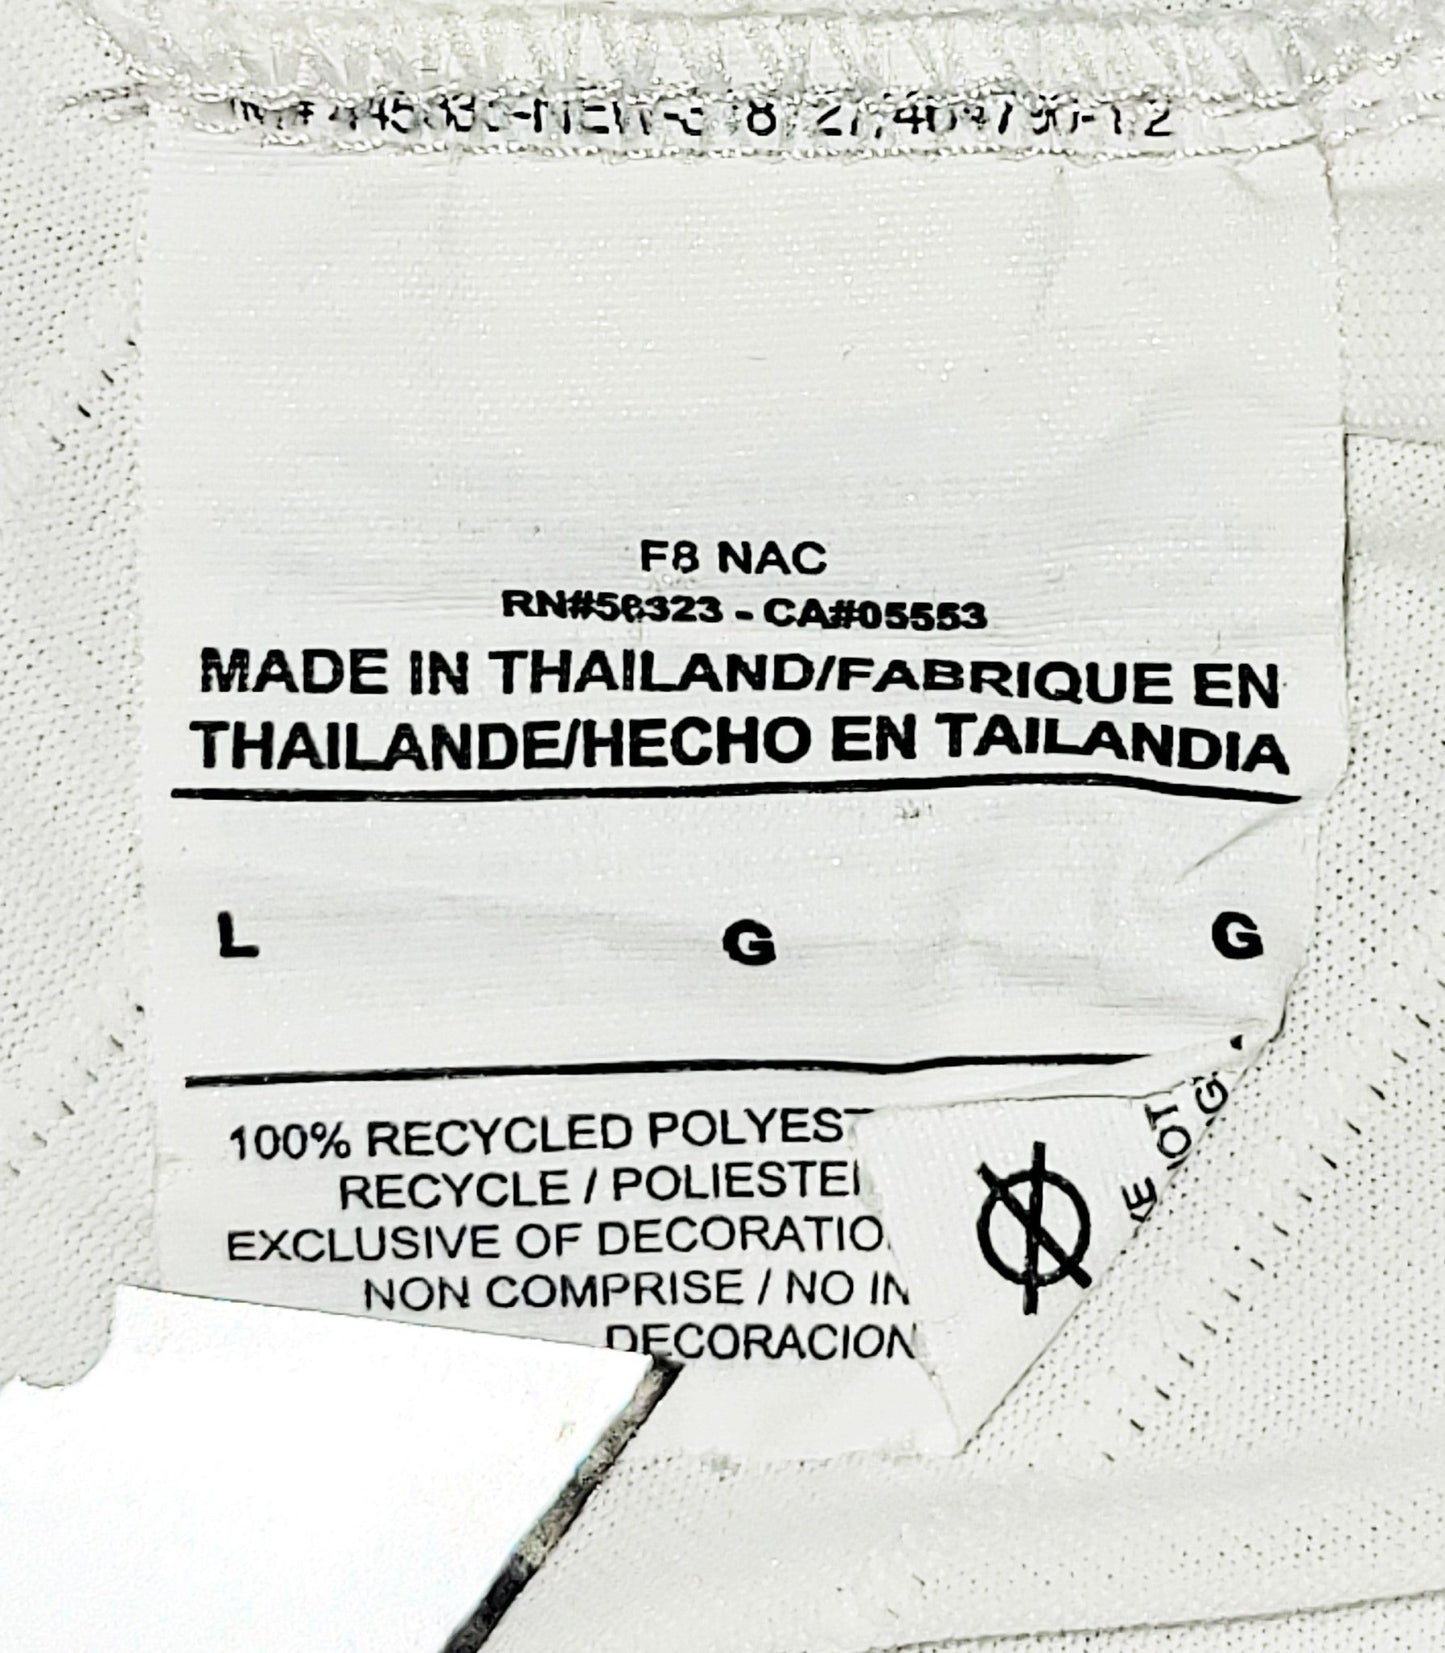 F8 NAC
RN#56323 - CA#05553
MADE IN THAILAND/FABRIQUE EN
THAILANDE/HECHO EN TAILANDIA
L G G
100% RECYCLED POLYEST
RECYCLE / POLIESTE
EXCLUSIVE OF DECORATIO
NON COMPRISE / NO IN
DECORACION